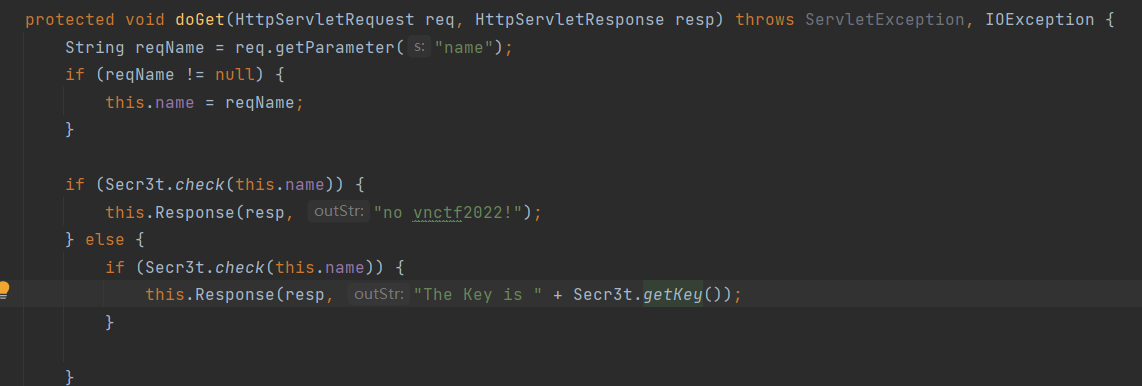 protected void doGet(HttpServletRequest req, HttpServletResponse resp) throws ServletException, IOException {
String reqName = req.getParameter( s: "name");
if (reqName != null) {
this.name = reqName;
}
if (Secr3t.check(this.name)) {
this.Response(resp, outStr: "no vnctf2022!");
} else {
if (Secr3t.check(this.name)) {
this.Response(resp, outStr: "The Key is " + Secr3t.getKey());
}
}